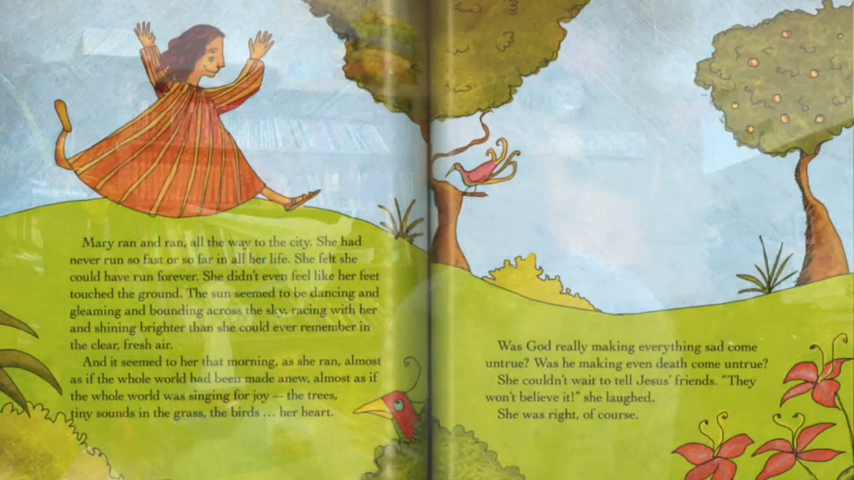 Mary ran and ran, all the way to the city. She had
never run so fast or so far in all her life. She felt she
could have run forever. She didn't even feel like her feet
touched the ground. The sun seemed to be dancing and
gleaming and bounding across the sky, racing with her
and shining brighter than she could ever remember in
the clear, fresh air.
And it seemed to her that morning, as she ran, almost
as if the whole world had been made anew, almost as if
the whole world was singing for joy — the trees,
tiny sounds in the grass, the birds ... her heart.
Was God really making everything sad come
untrue? Was he making even death come untrue?
She couldn't wait to tell Jesus' friends. "They
won't believe it!" she laughed.
She was right, of course.